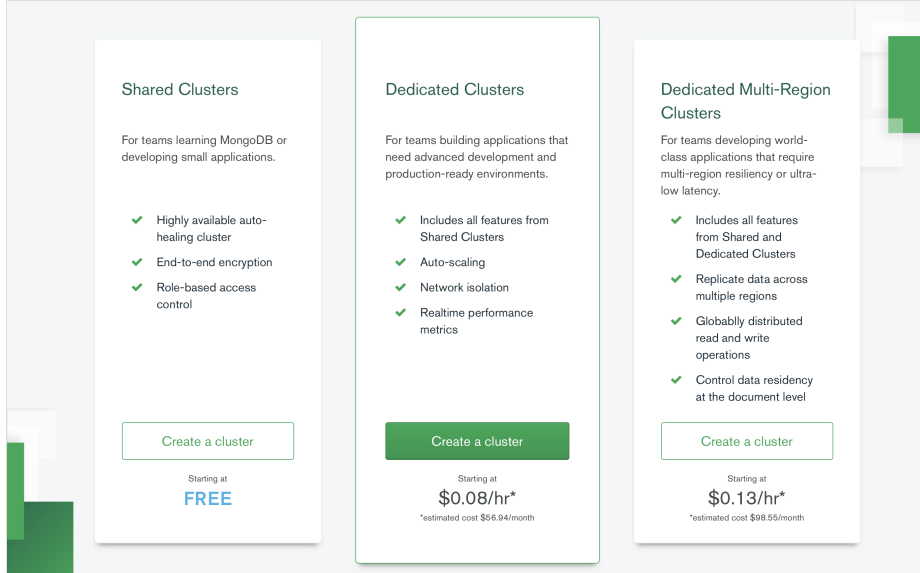 Shared Clusters
For teams learning MongoDB or
developing small applications.
Highly available auto-
healing cluster
End-to-end encryption
Role-based access
control
Create a cluster
Starting at
FREE
Dedicated Clusters
For teams building applications that
need advanced development and
production-ready environments.
Includes all features from
Shared Clusters
Auto-scaling
Network isolation
Realtime performance
metrics
Create a cluster
Starting at
$0.08/hr*
*estimated cost $56.94/month
Dedicated Multi-Region
Clusters
For teams developing world-
class applications that require
multi-region resiliency or ultra-
low latency.
Includes all features
from Shared and
Dedicated Clusters
Replicate data across
multiple regions
Globablly distributed
read and write
operations
Control data residency
at the document level
Create a cluster
Starting at
$0.13/hr*
*estimated cost $98.55/month